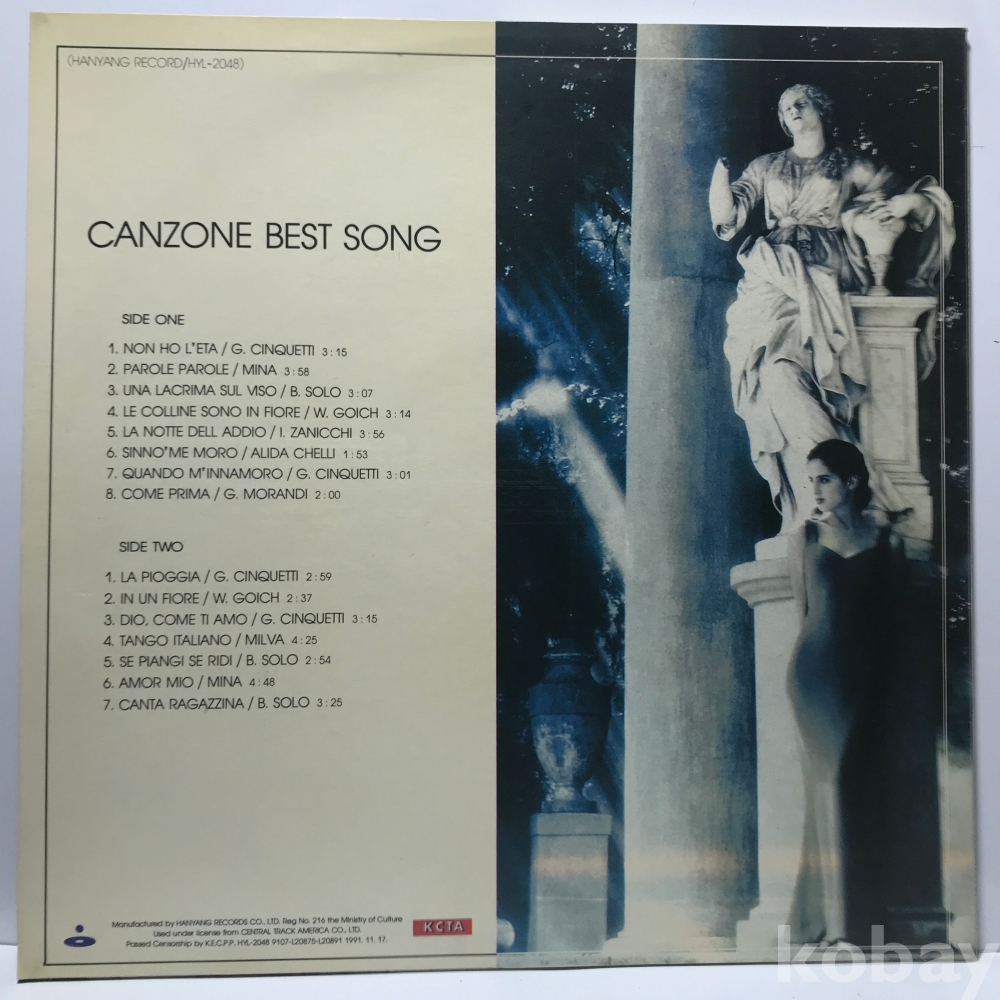 (HANYANG RECORD/HYL-2048)
CANZONE BEST SONG
SIDE ONE
1. NON HO L'ETA / G. CINQUETTI 3 : 15
2. PAROLE PAROLE / MINA 3 : 58
3. UNA LACRIMA SUL VISO / B. SOLO 3 : 07
4. LE COLLINE SONO IN FIORE / W. GOICH 3 : 14
5. LA NOTTE DELL ADDIO / I. ZANICCHI 3 : 56
6. SINNO'ME MORO / ALIDA CHELLI 1 : 53
7. QUANDO M'INNAMORO / G. CINQUETTI 3 : 01
8. COME PRIMA / G. MORANDI 2 : 00
SIDE TWO
1. LA PIOGGIA / G. CINQUETTI 2 : 59
2. IN UN FIORE / W. GOICH 2 : 37
3. DIO, COME TI AMO / G. CINQUETTI 3 : 15
4. TANGO ITALIANO / MILVA 4 : 25
5. SE PIANGI SE RIDI / B. SOLO 2 : 54
6. AMOR MIO / MINA 4 : 48
7. CANTA RAGAZZINA / B. SOLO 3 : 25
Manufactured by HANYANG RECORDS CO., LTD. Reg No. 216 the Ministry of Culture
Used under license from CENTRAL TRACK AMERICA CO., LTD.
Passed Censorship by K.E.C.P.P. HYL-2048 9107-L20875-L20891 1991. 11. 17.
KCTA
kobay